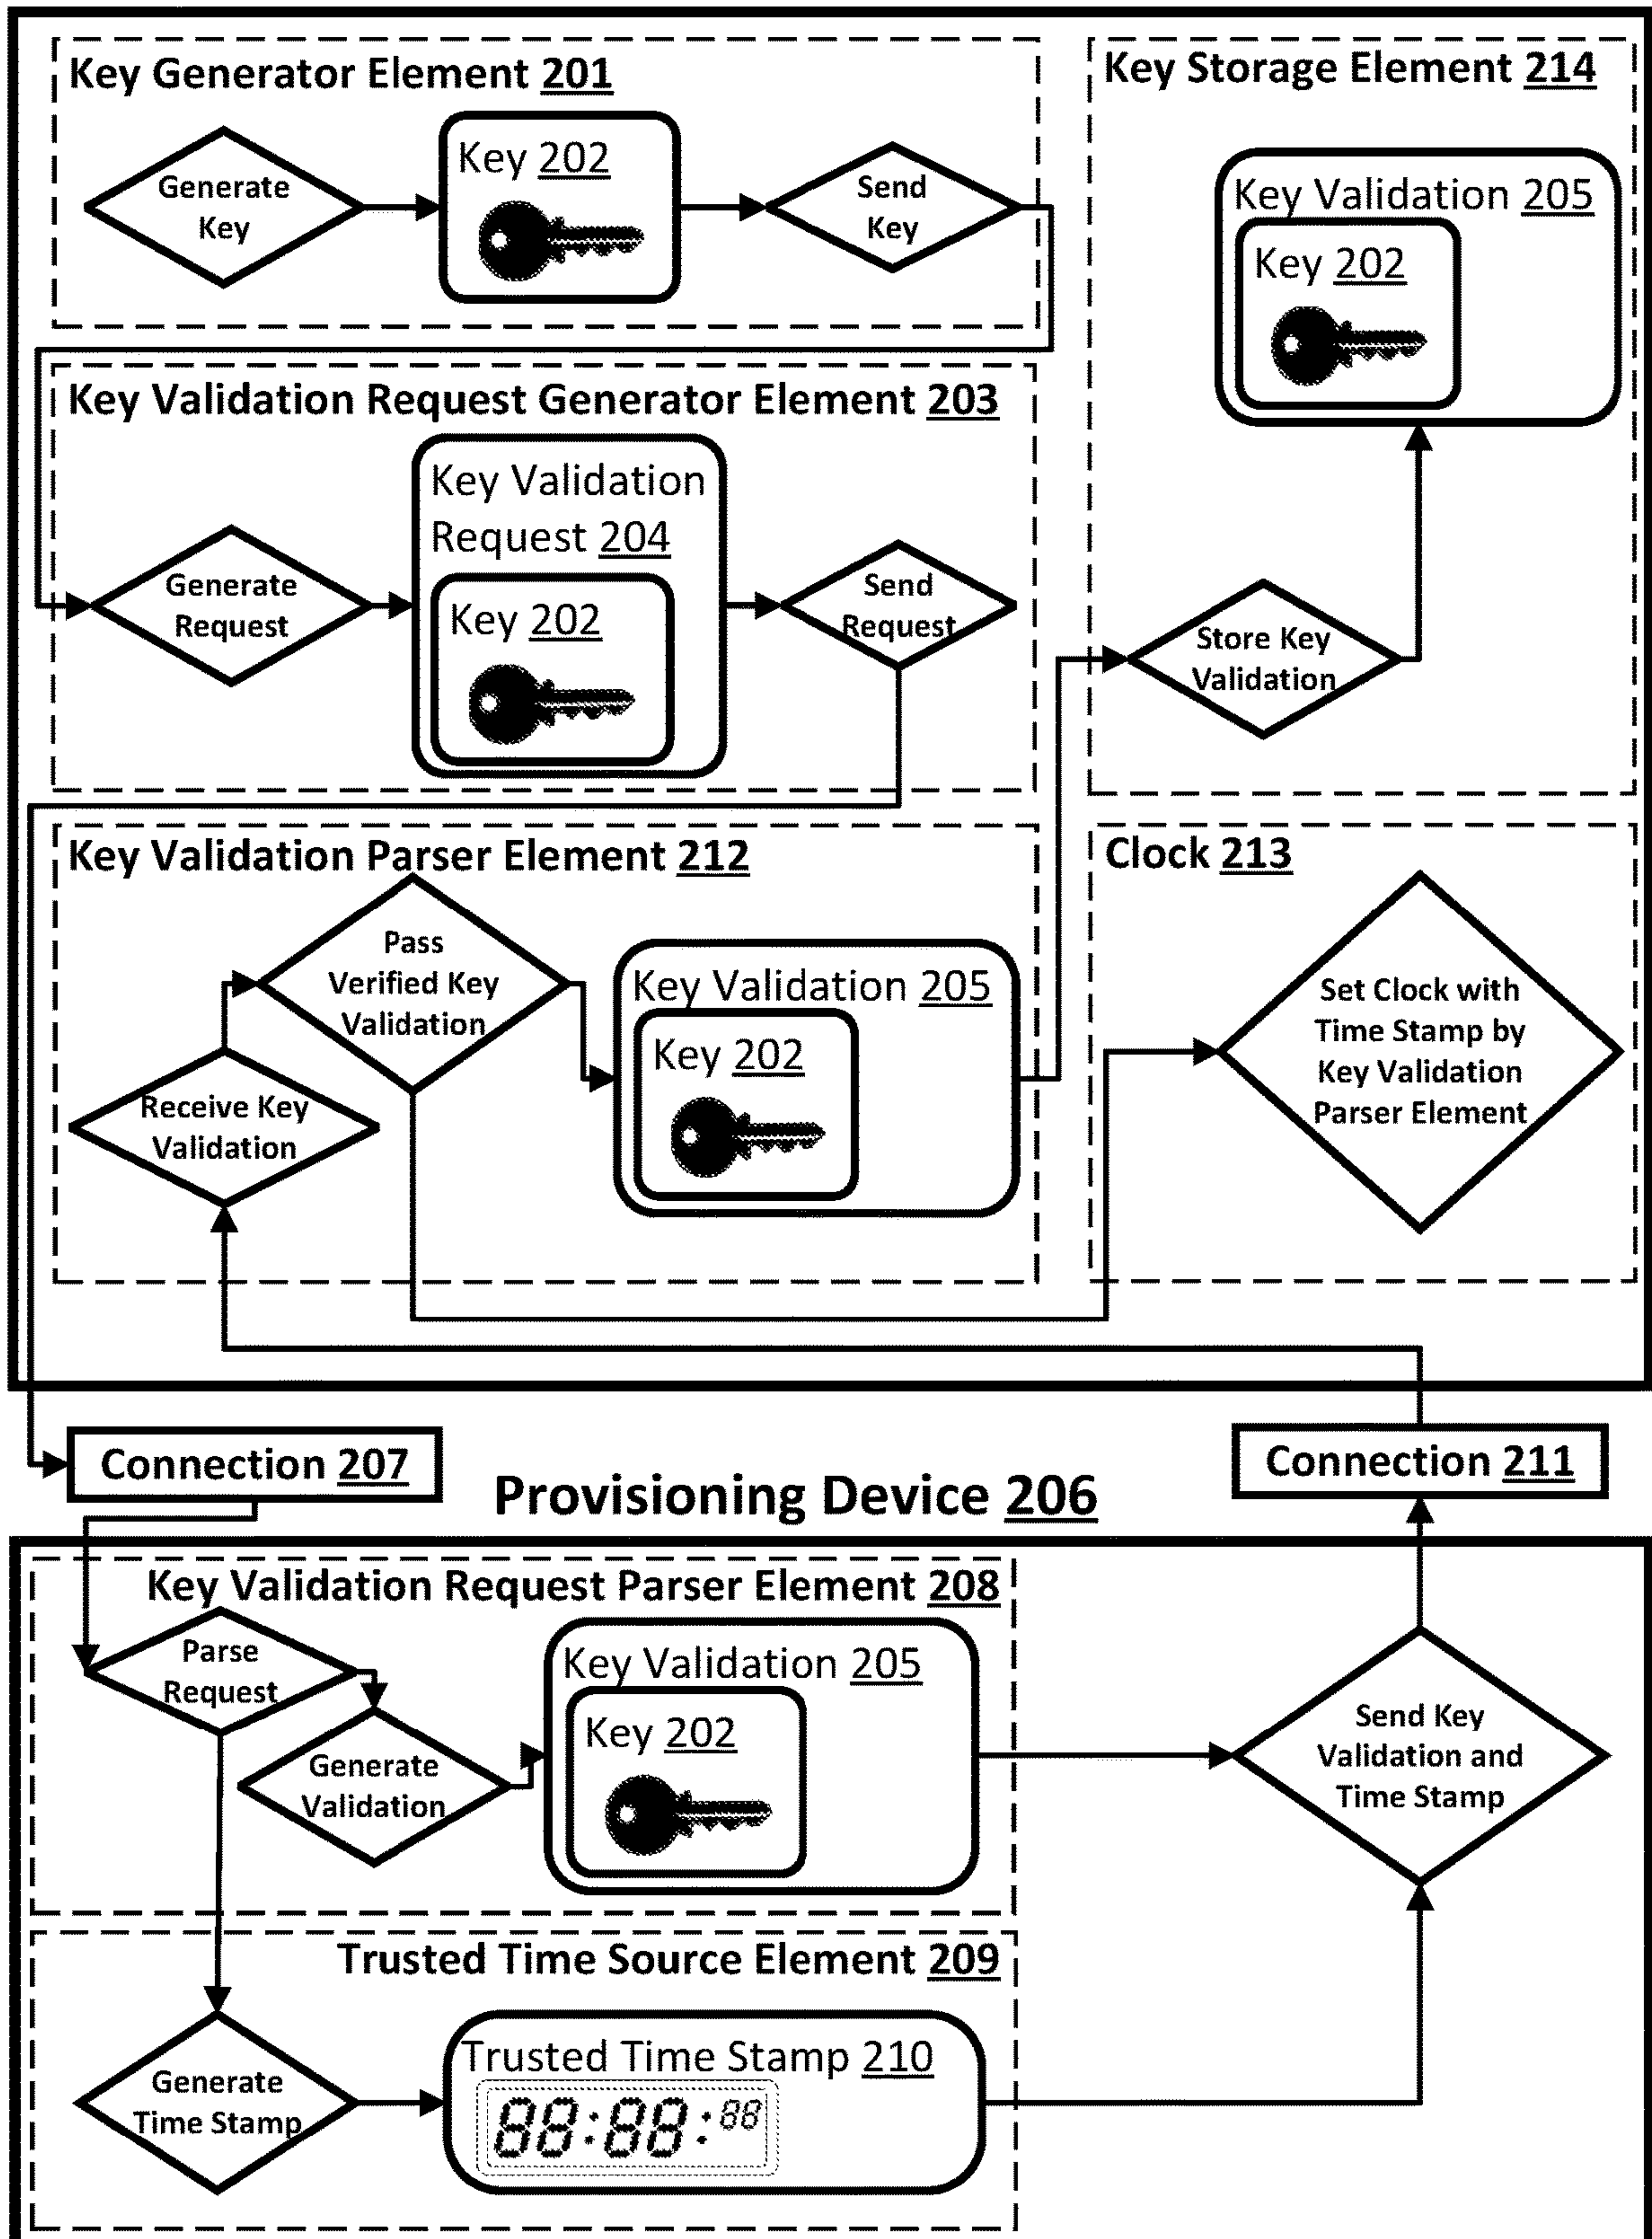 Key Generator Element 201
Generate
Key
Key 202
Send
Key
Key Storage Element 214
Key Validation 205
Key 202
Store Key
Validation
Key Validation Request Generator Element 203
Generate
Request
Key Validation
Request 204
Key 202
Send
Request
Key Validation Parser Element 212
Pass
Verified Key
Validation
Receive Key
Validation
Key Validation 205
Key 202
Clock 213
Set Clock with
Time Stamp by
Key Validation
Parser Element
Connection 207
Connection 211
Provisioning Device 206
Key Validation Request Parser Element 208
Parse
Request
Generate
Validation
Key Validation 205
Key 202
Send Key
Validation and
Time Stamp
Trusted Time Source Element 209
Generate
Time Stamp
Trusted Time Stamp 210
88:88:88